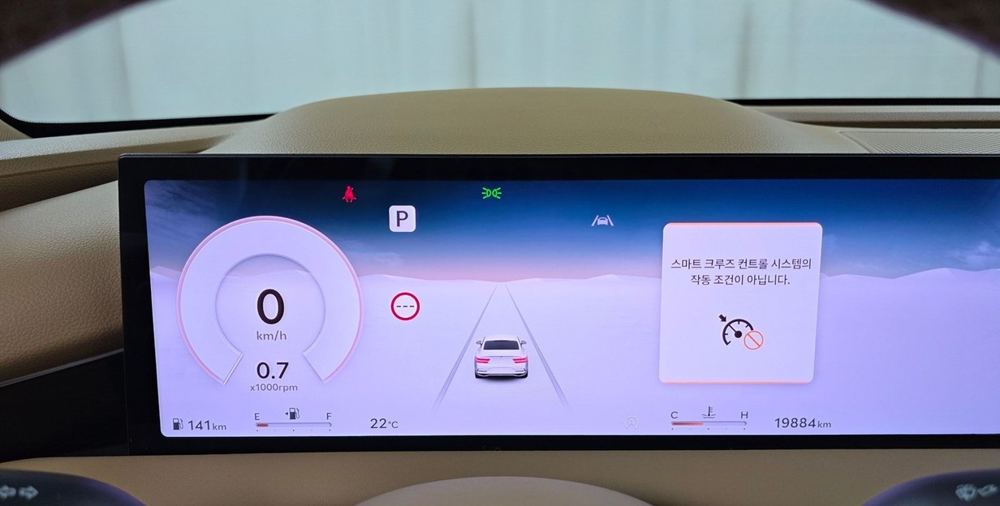 P
0
km/h
0.7
x1000rpm
---
스마트 크루즈 컨트롤 시스템의
작동 조건이 아닙니다.
141km
E F
22°C
C H
19884km